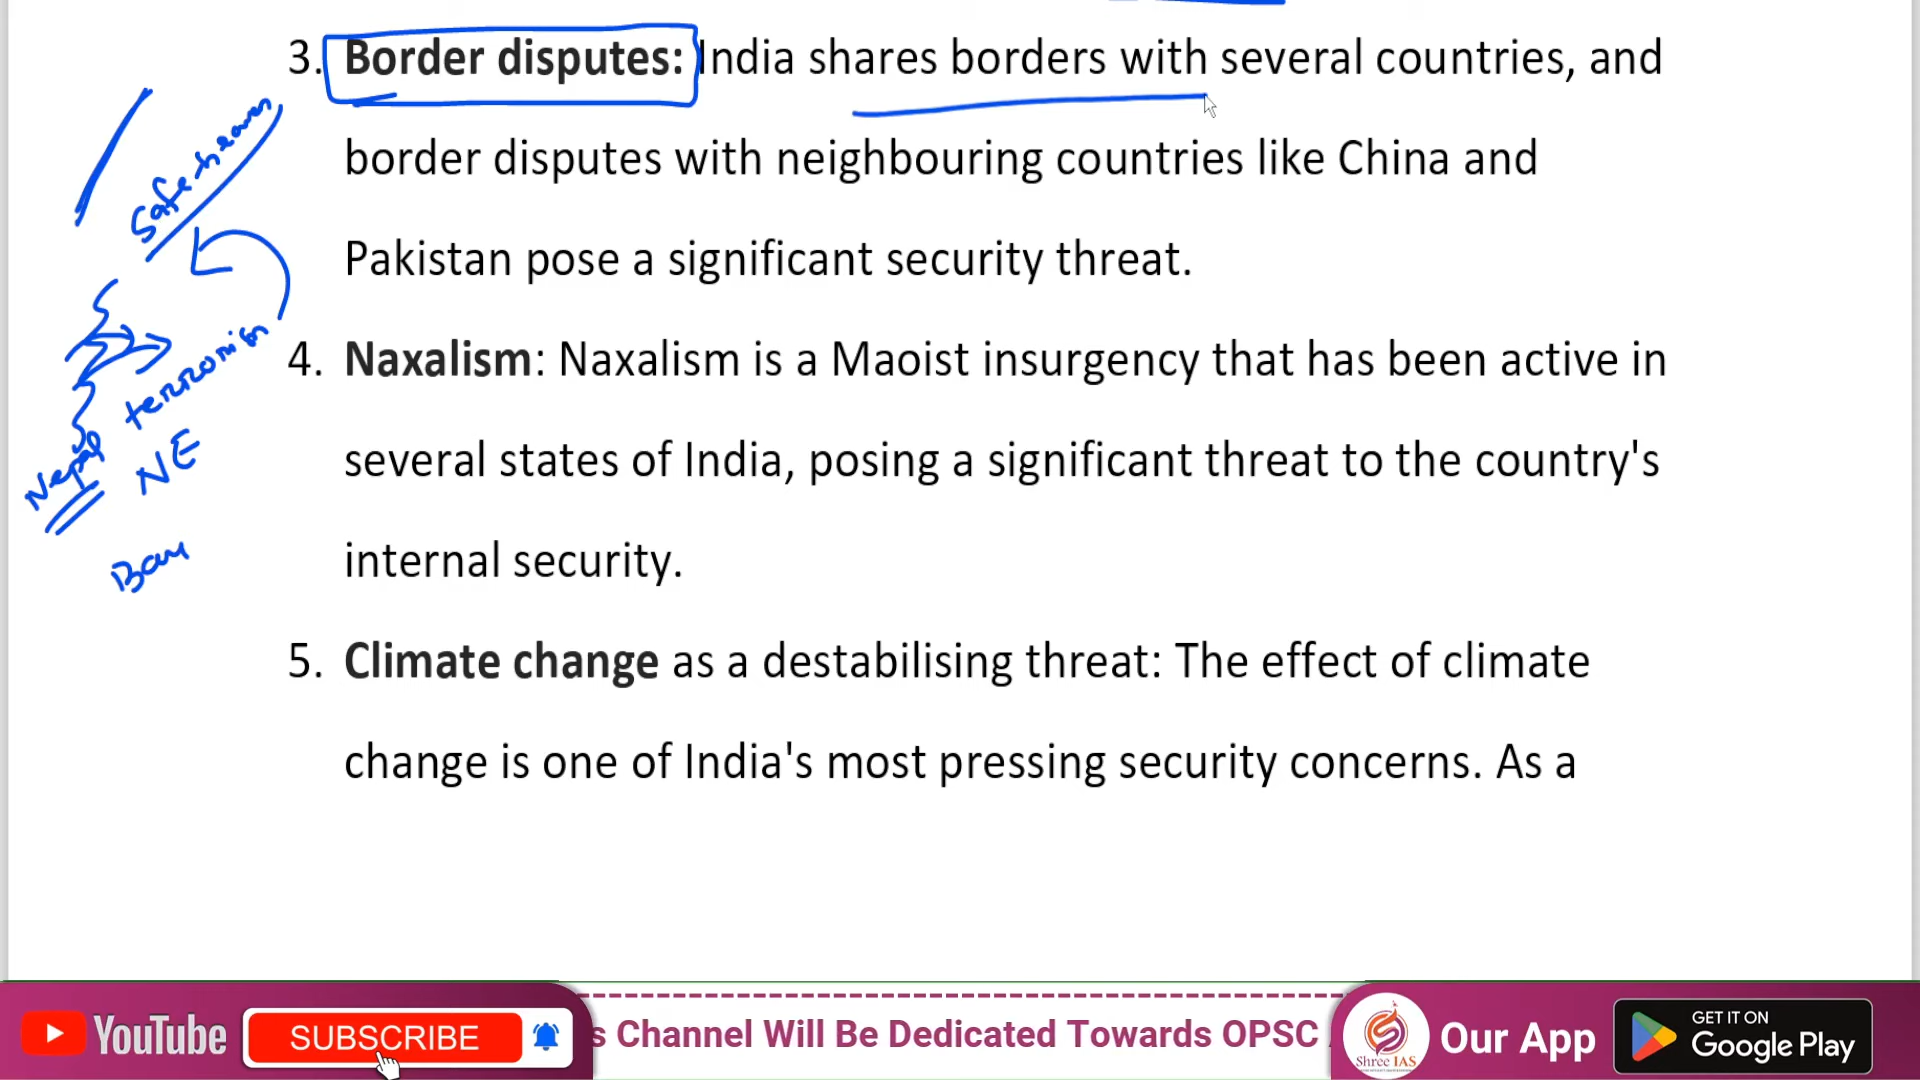 3. Border disputes: India shares borders with several countries, and
border disputes with neighbouring countries like China and
Pakistan pose a significant security threat.
4. Naxalism: Naxalism is a Maoist insurgency that has been active in
several states of India, posing a significant threat to the country's
internal security.
5. Climate change as a destabilising threat: The effect of climate
change is one of India's most pressing security concerns. As a
Safe heaven
terrorism
Nepal
NE
YouTube
SUBSCRIBE
s Channel Will Be Dedicated Towards OPSC
Shree IAS
Our App
GET IT ON
Google Play